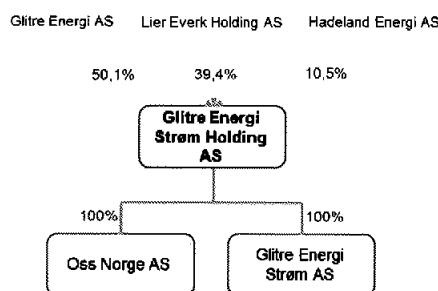 Glitre Energi AS Lier Everk Holding AS Hadeland Energi AS
50,1% 39,4% 10,5%
Glitre Energi
Strøm Holding
AS
100% 100%
Oss Norge AS
Glitre Energi
Strøm AS